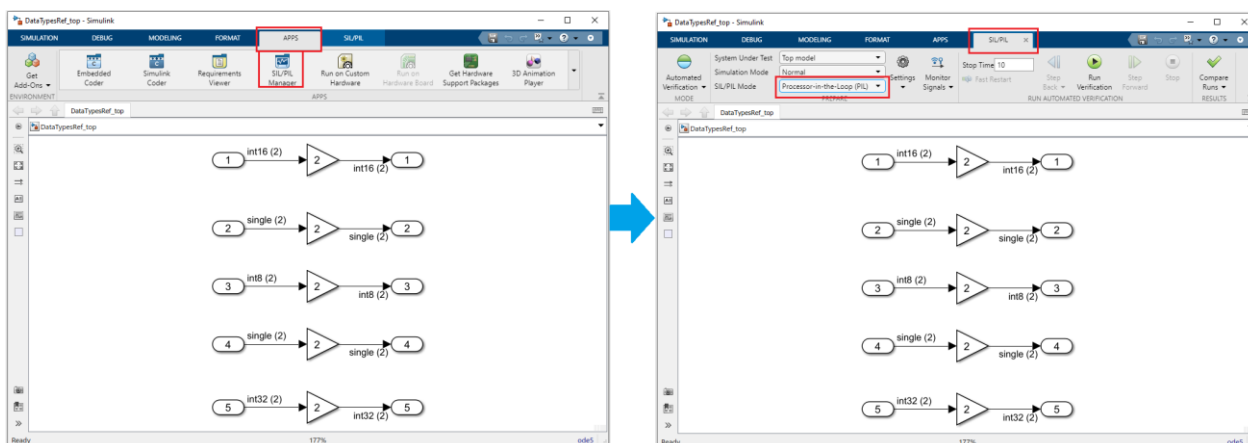 DataTypesRef_top - Simulink
SIMULATION DEBUG MODELING FORMAT APPS SIL/PIL
Get Add-Ons
Embedded Coder
Simulink Coder
Requirements Viewer
SIL/PIL Manager
Run on Custom Hardware
Run on Hardware Board
Get Hardware Support Packages
3D Animation Player
ENVIRONMENT APPS
DataTypesRef_top
DataTypesRef_top
1 int16 (2) 2 int16 (2) 1
2 single (2) 2 single (2) 2
3 int8 (2) 2 int8 (2) 3
4 single (2) 2 single (2) 4
5 int32 (2) 2 int32 (2) 5
Ready 177% ode5
DataTypesRef_top - Simulink
SIMULATION DEBUG MODELING FORMAT APPS SIL/PIL
Automated Verification
System Under Test Top model
Simulation Mode Normal
SIL/PIL Mode Processor-in-the-Loop (PIL)
Settings
Monitor Signals
Stop Time 10
Fast Restart
Step Back
Run Verification
Step Forward
Stop
Compare Runs
MODE PREPARE RUN AUTOMATED VERIFICATION RESULTS
DataTypesRef_top
DataTypesRef_top
1 int16 (2) 2 int16 (2) 1
2 single (2) 2 single (2) 2
3 int8 (2) 2 int8 (2) 3
4 single (2) 2 single (2) 4
5 int32 (2) 2 int32 (2) 5
Ready 177% ode5